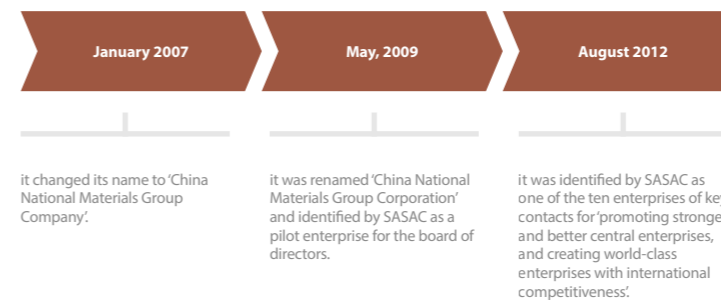 January 2007
May, 2009
August 2012
it changed its name to ‘China
National Materials Group
Company’.
it was renamed ‘China National
Materials Group Corporation’
and identified by SASAC as a
pilot enterprise for the board of
directors.
it was identified by SASAC as
one of the ten enterprises of
contacts for ‘promoting
and better central enterprises,
and creating world-class
enterprises with international
competitiveness’.